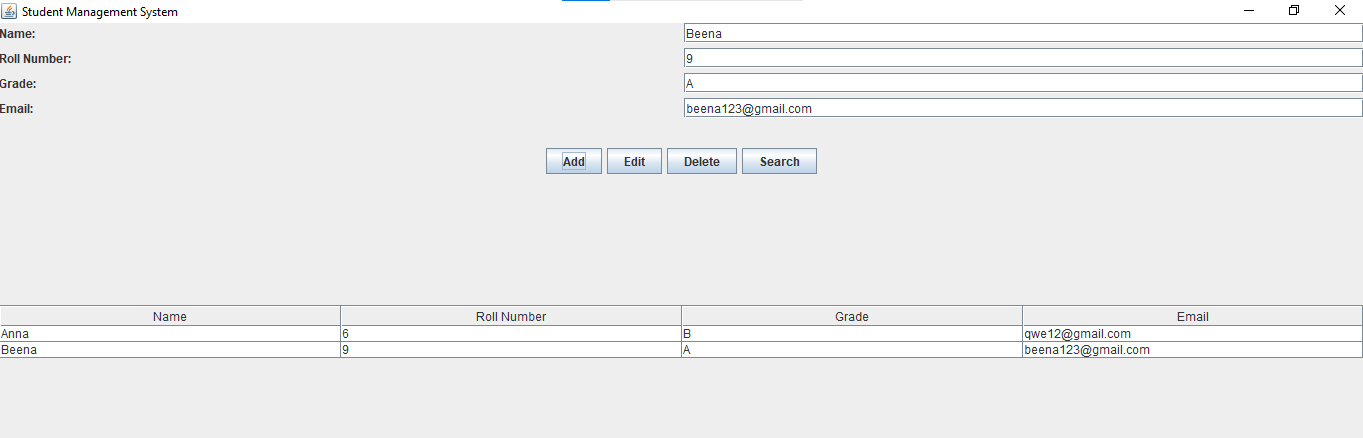 Student Management System
Name: Beena
Roll Number: 9
Grade: A
Email: beena123@gmail.com
Add Edit Delete Search
Name Roll Number Grade Email
Anna 6 B qwe12@gmail.com
Beena 9 A beena123@gmail.com